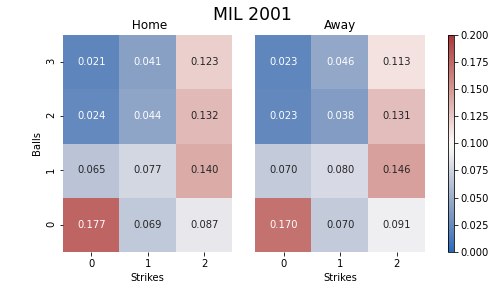 MIL 2001
Home
Away
3 0.021 0.041 0.123 0.023 0.046 0.113
2 0.024 0.044 0.132 0.023 0.038 0.131
1 0.065 0.077 0.140 0.070 0.080 0.146
0 0.177 0.069 0.087 0.170 0.070 0.091
Balls
0 1 2
Strikes
0 1 2
Strikes
0.200
0.175
0.150
0.125
0.100
0.075
0.050
0.025
0.000